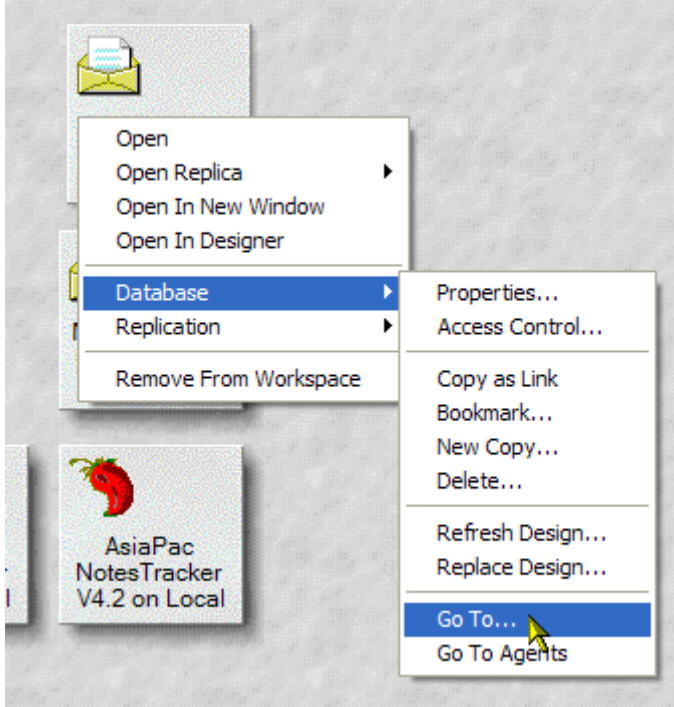 Open
Open Replica
Open In New Window
Open In Designer
Database
Replication
Remove From Workspace
Properties...
Access Control...
Copy as Link
Bookmark...
New Copy...
Delete...
Refresh Design...
Replace Design...
Go To...
Go To Agents
AsiaPac
NotesTracker
V4.2 on Local